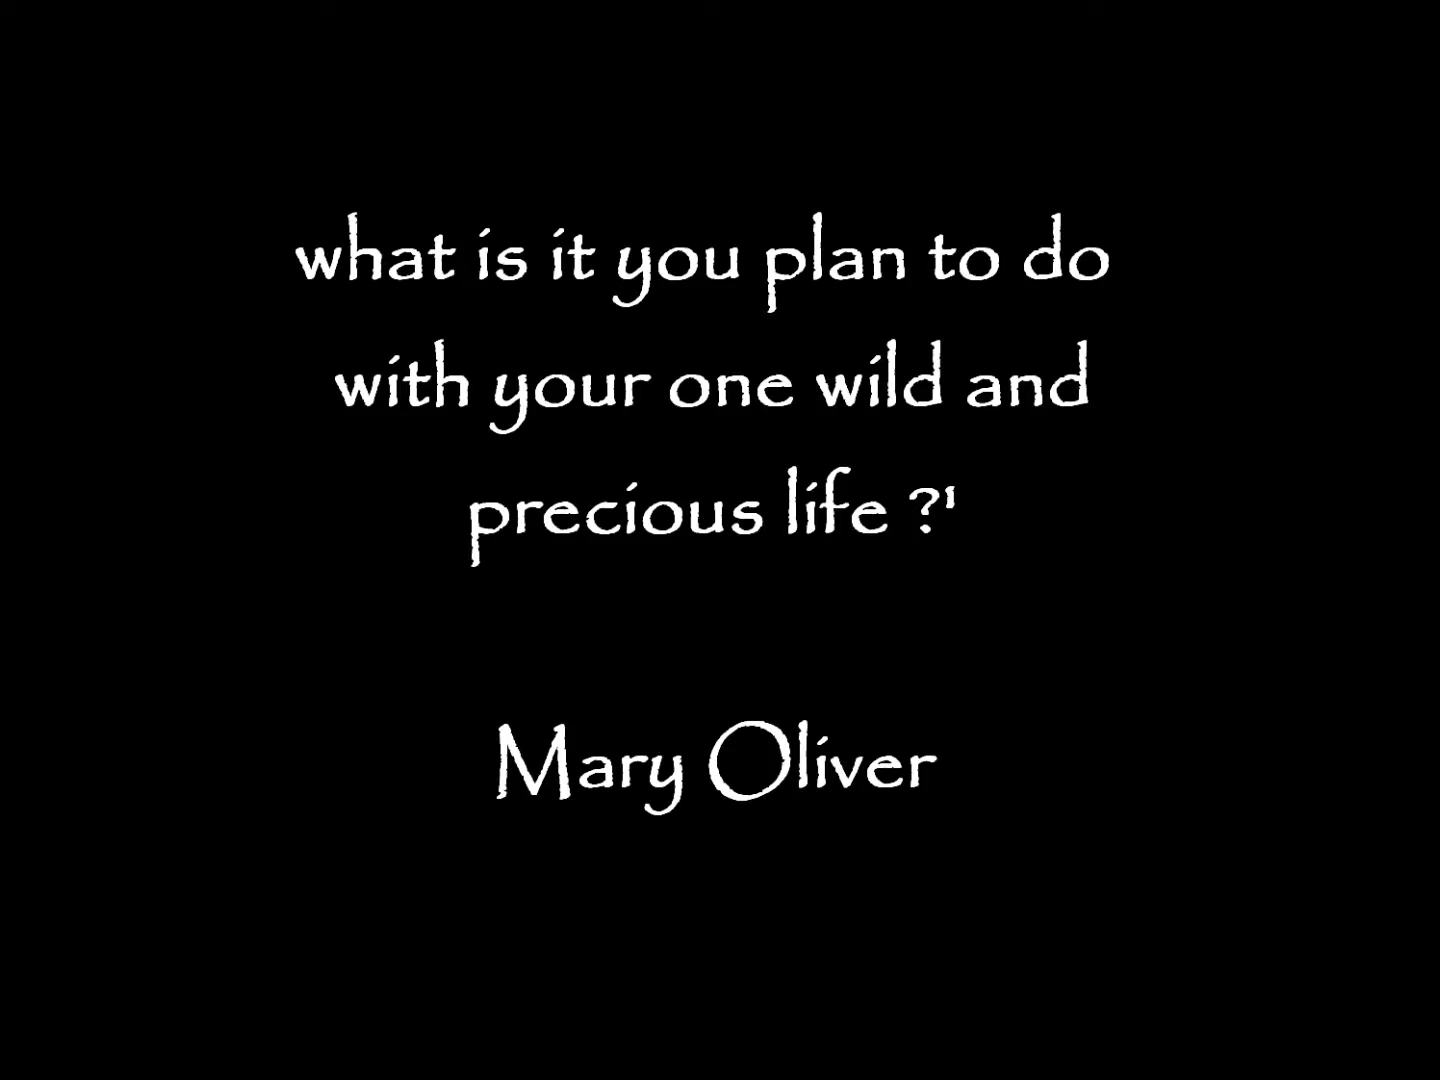 what is it you plan to do
with your one wild and
precious life ?'
Mary Oliver